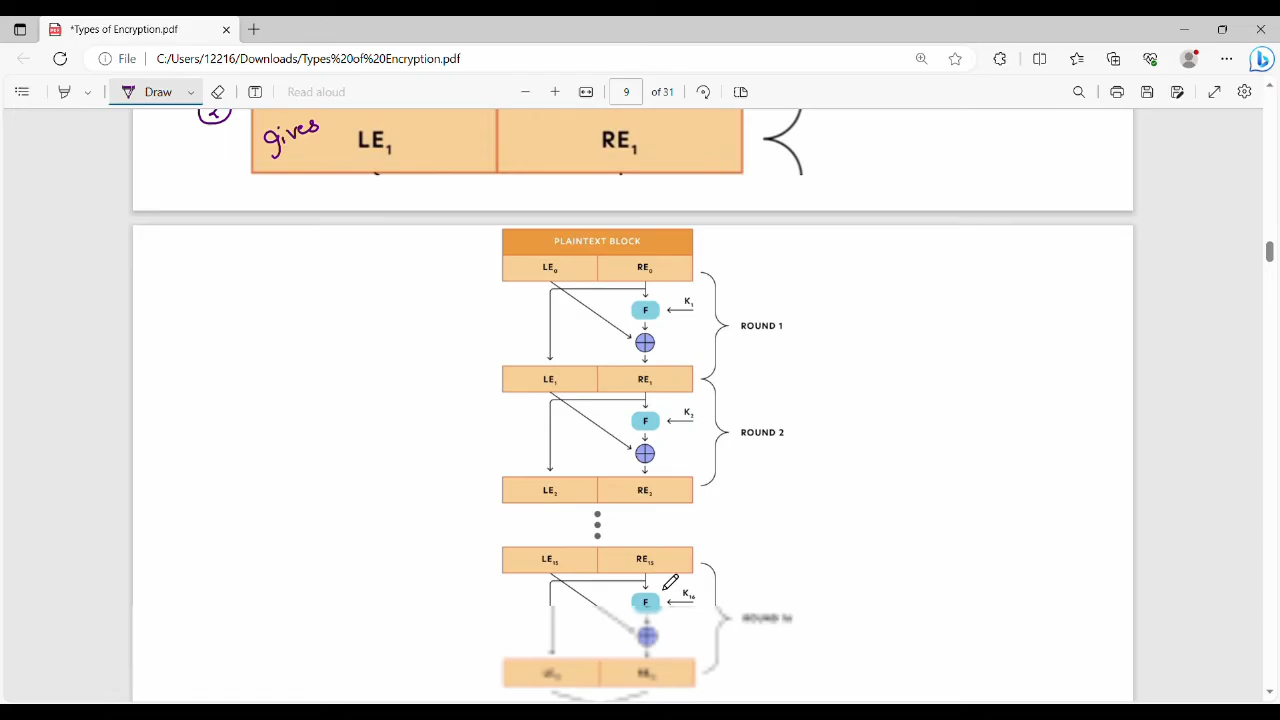 *Types of Encryption.pdf
File C:/Users/12216/Downloads/Types%20of%20Encryption.pdf
Draw Read aloud 9 of 31
gives LE1 RE1
PLAINTEXT BLOCK
LE0 RE0
K1
F
ROUND 1
LE1 RE1
K2
F
ROUND 2
LE2 RE2
LE15 RE15
K16
F
ROUND 16